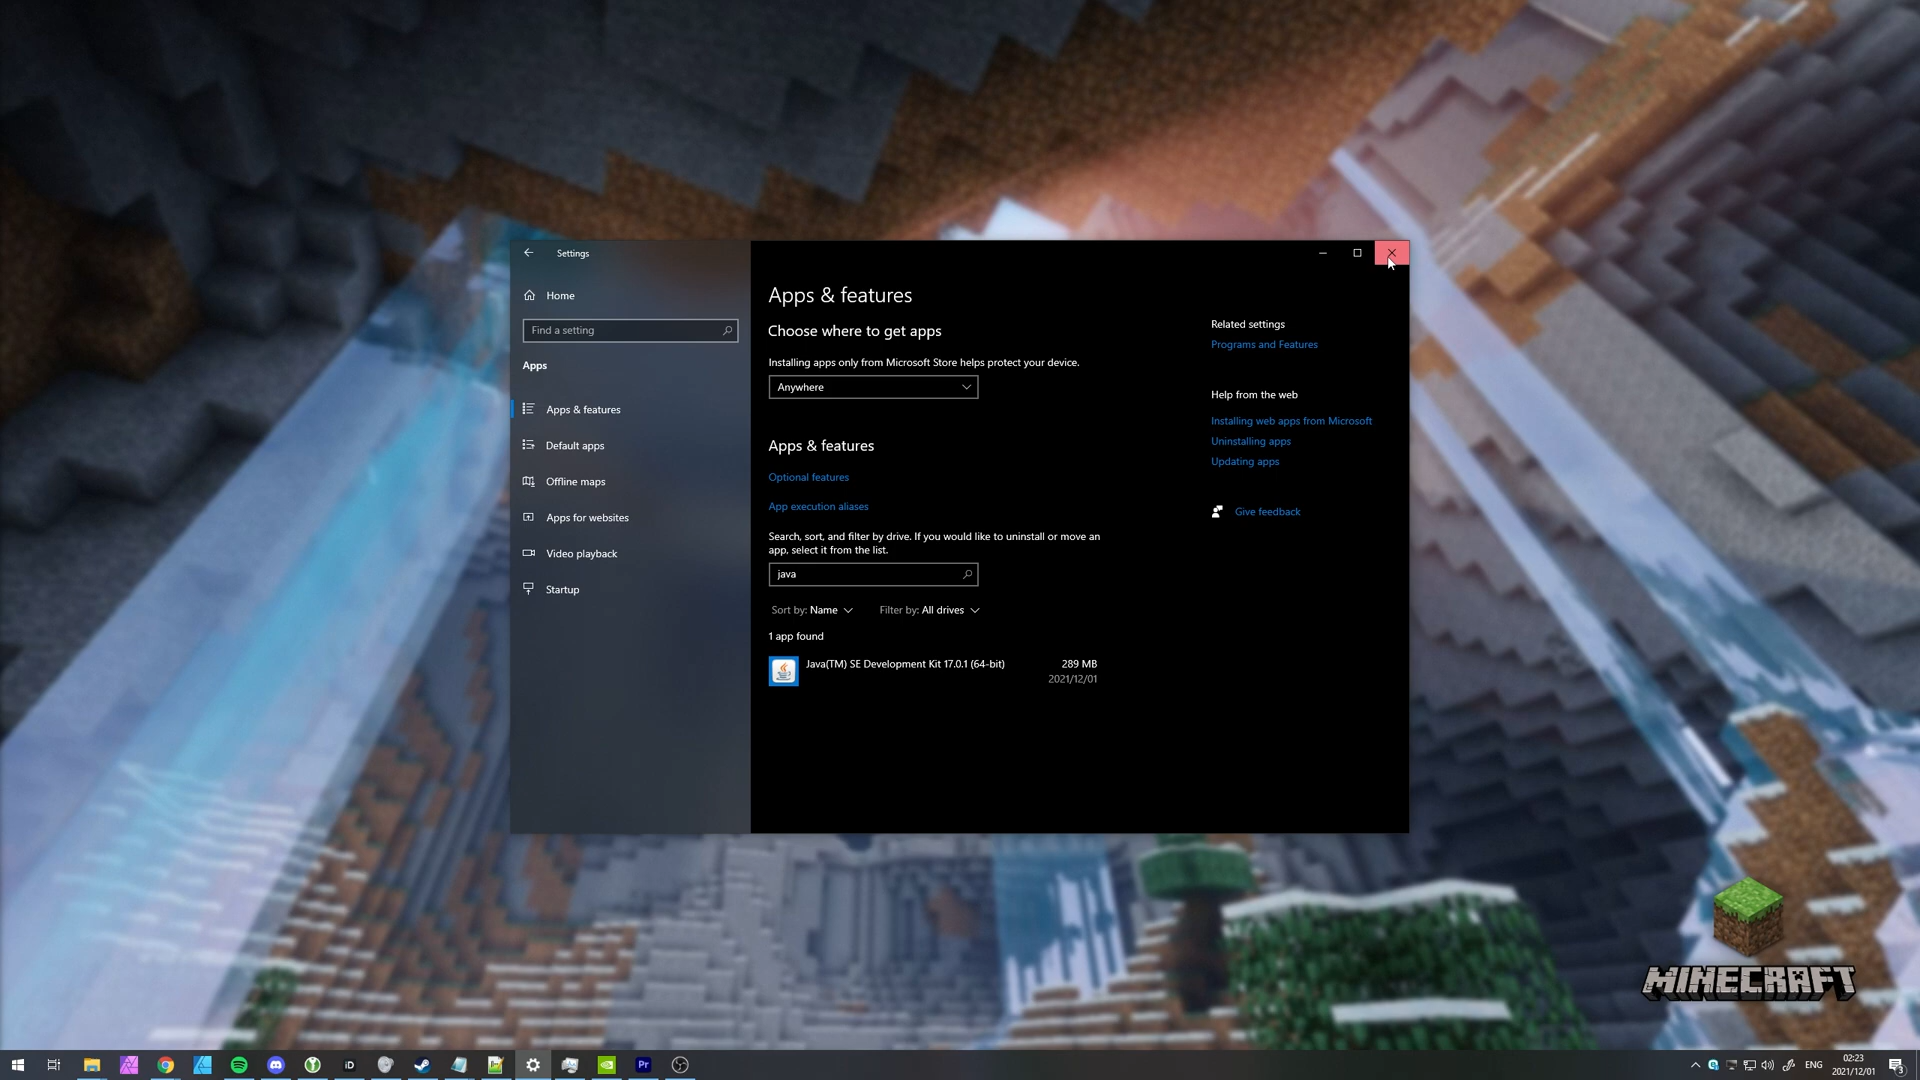 Settings
Home
Find a setting
Apps
Apps & features
Default apps
Offline maps
Apps for websites
Video playback
Startup
Apps & features
Choose where to get apps
Installing apps only from Microsoft Store helps protect your device.
Anywhere
Apps & features
Optional features
App execution aliases
Search, sort, and filter by drive. If you would like to uninstall or move an
app, select it from the list.
java
Sort by: Name
Filter by: All drives
1 app found
Java(TM) SE Development Kit 17.0.1 (64-bit)
289 MB
2021/12/01
Related settings
Programs and Features
Help from the web
Installing web apps from Microsoft
Uninstalling apps
Updating apps
Give feedback
MINECRAFT
iD
Pr
ENG
02:23
2021/12/01
3